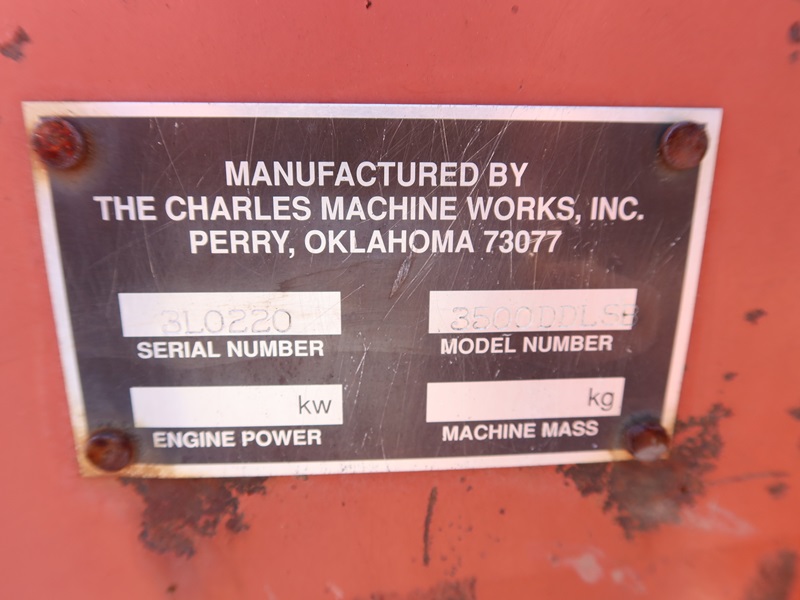 MANUFACTURED BY
THE CHARLES MACHINE WORKS, INC.
PERRY, OKLAHOMA 73077
3L0220 3500DDLSB
SERIAL NUMBER MODEL NUMBER
kw kg
ENGINE POWER MACHINE MASS